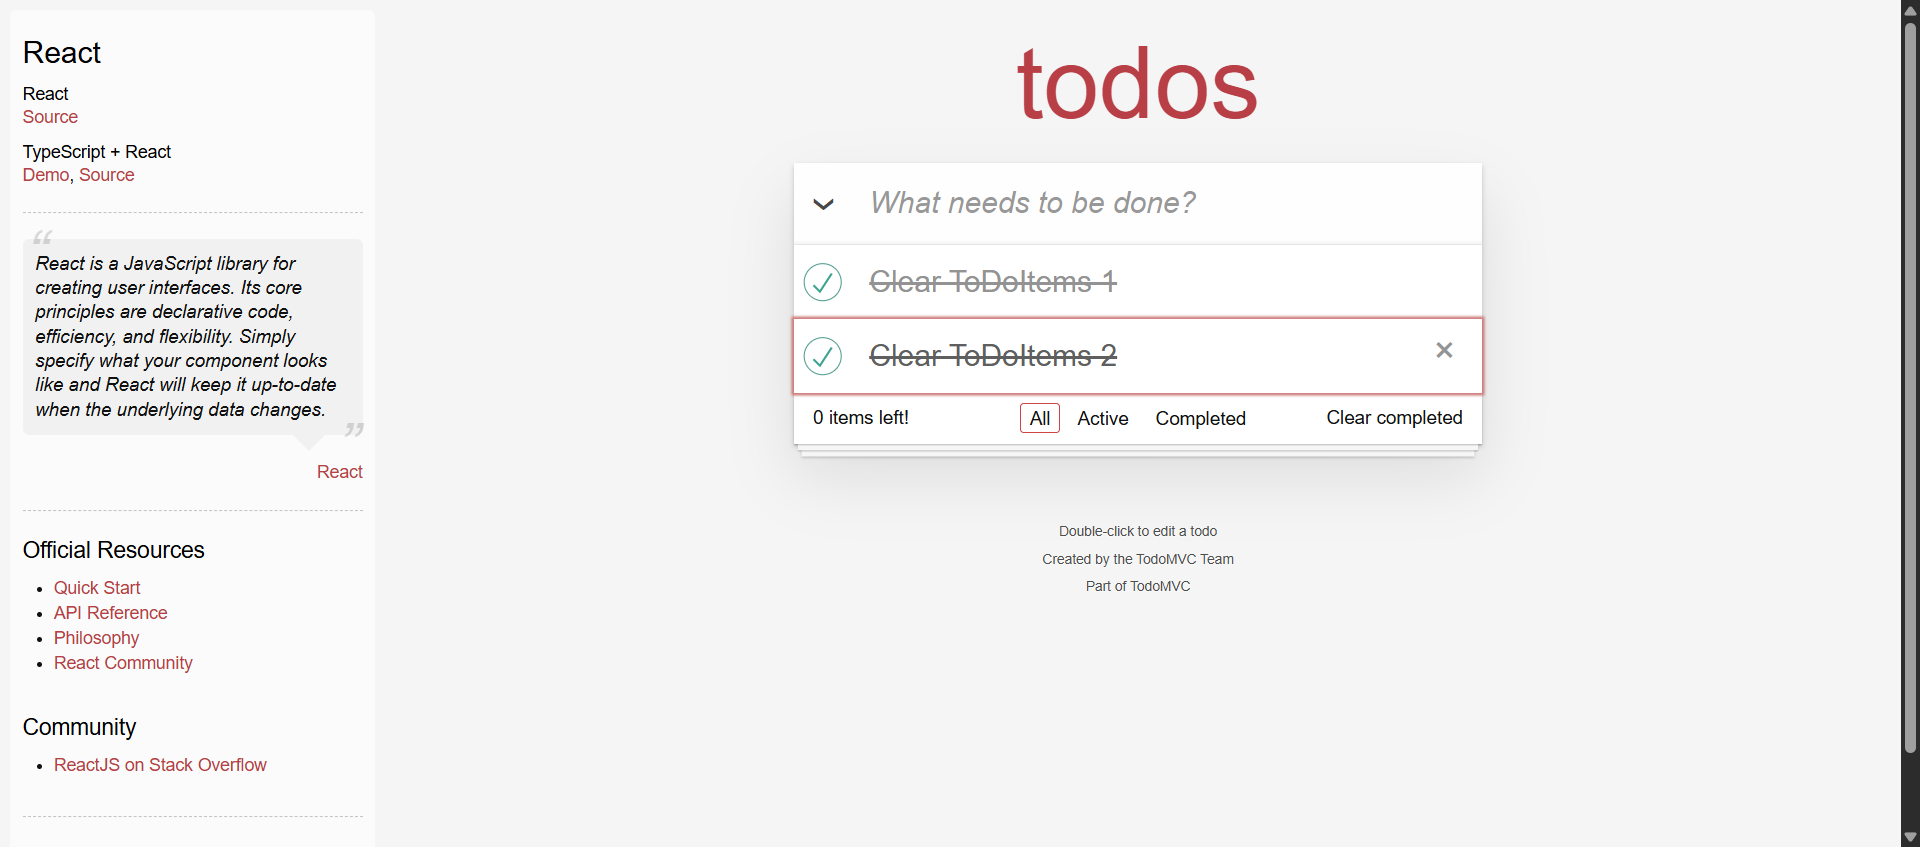 React
React
Source
TypeScript + React
Demo, Source
“
React is a JavaScript library for
creating user interfaces. Its core
principles are declarative code,
efficiency, and flexibility. Simply
specify what your component looks
like and React will keep it up-to-date
when the underlying data changes.
”
React
Official Resources
Quick Start
API Reference
Philosophy
React Community
Community
ReactJS on Stack Overflow
todos
What needs to be done?
Clear ToDoItems 1
Clear ToDoItems 2
0 items left! All Active Completed Clear completed
Double-click to edit a todo
Created by the TodoMVC Team
Part of TodoMVC